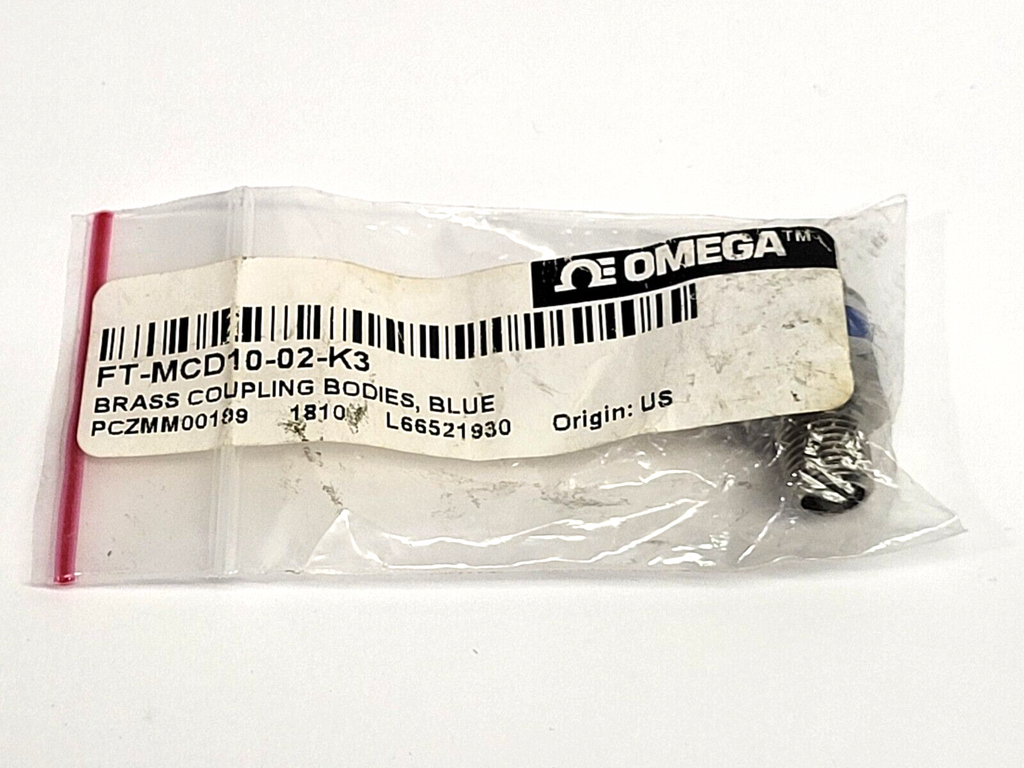 OMEGA™
FT-MCD10-02-K3
BRASS COUPLING BODIES, BLUE
PCZMM00189 1810 L66521930 Origin: US